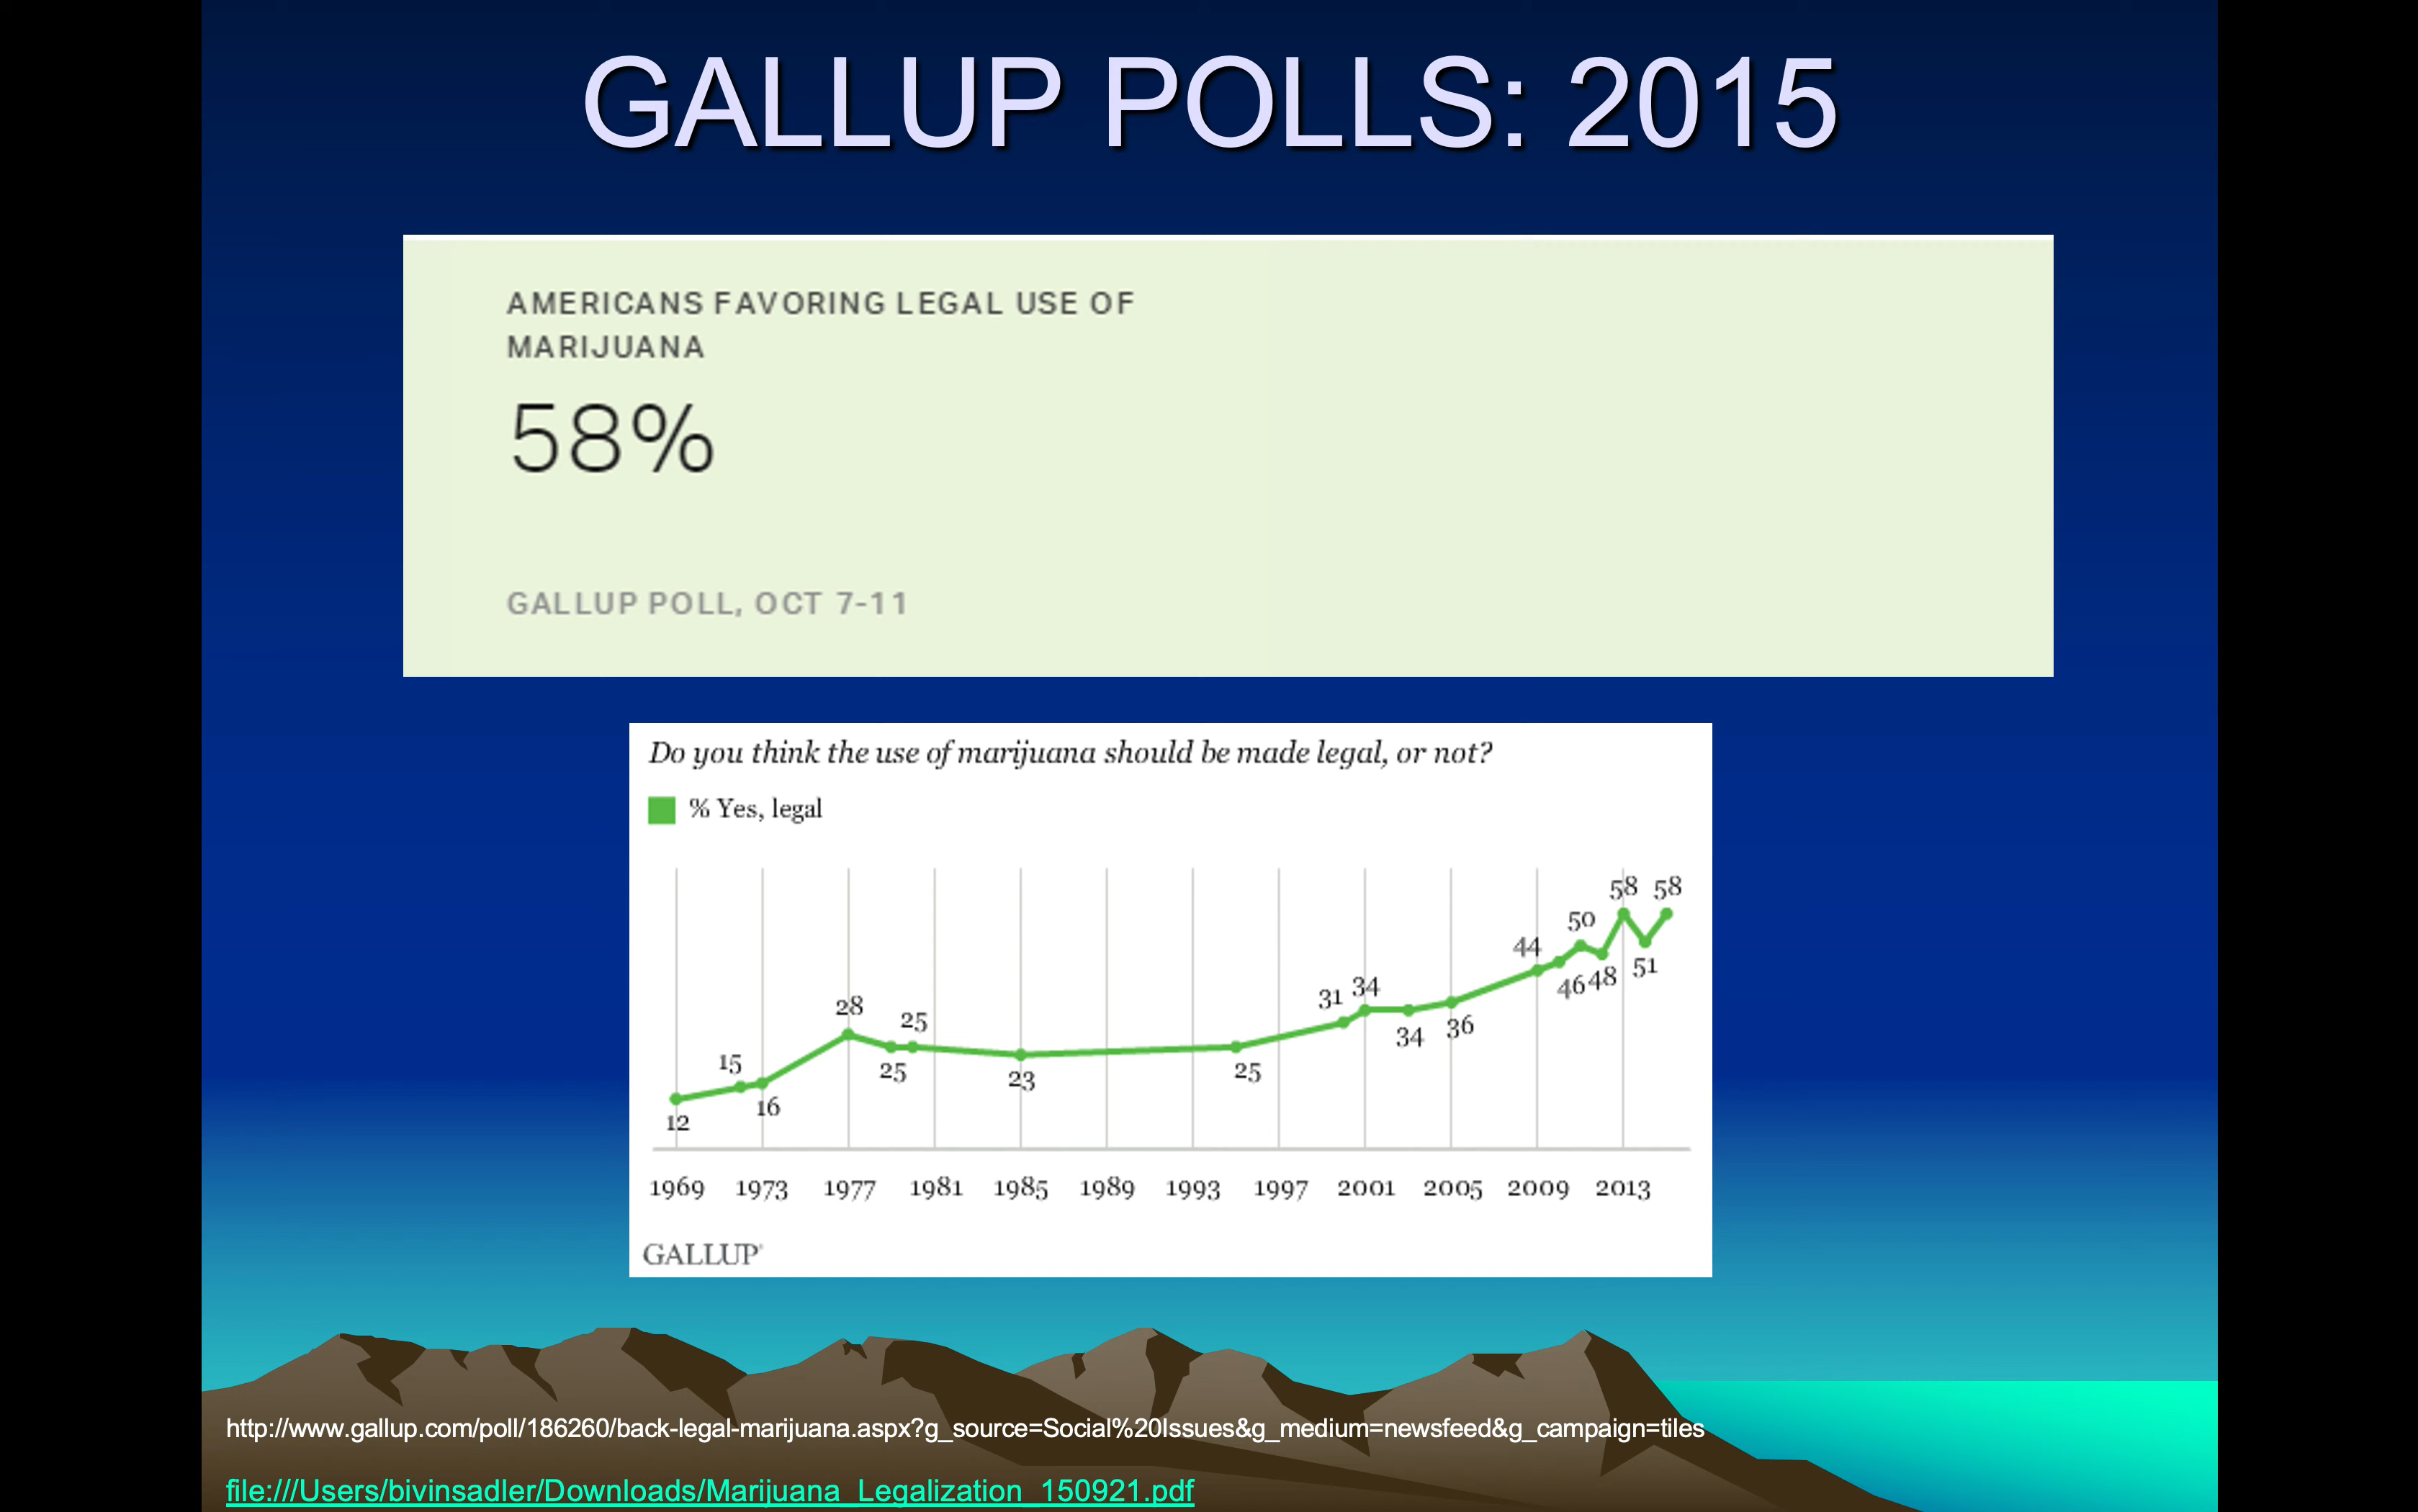 GALLUP POLLS: 2015
AMERICANS FAVORING LEGAL USE OF
MARIJUANA
58%
GALLUP POLL, OCT 7-11
Do you think the use of marijuana should be made legal, or not?
% Yes, legal
12
15
16
28
25
25
23
25
31
34
34
36
44
46
50
48
58
51
58
1969 1973 1977 1981 1985 1989 1993 1997 2001 2005 2009 2013
GALLUP®
http://www.gallup.com/poll/186260/back-legal-marijuana.aspx?g_source=Social%20Issues&g_medium=newsfeed&g_campaign=tiles
file:///Users/bivinsadler/Downloads/Marijuana_Legalization_150921.pdf